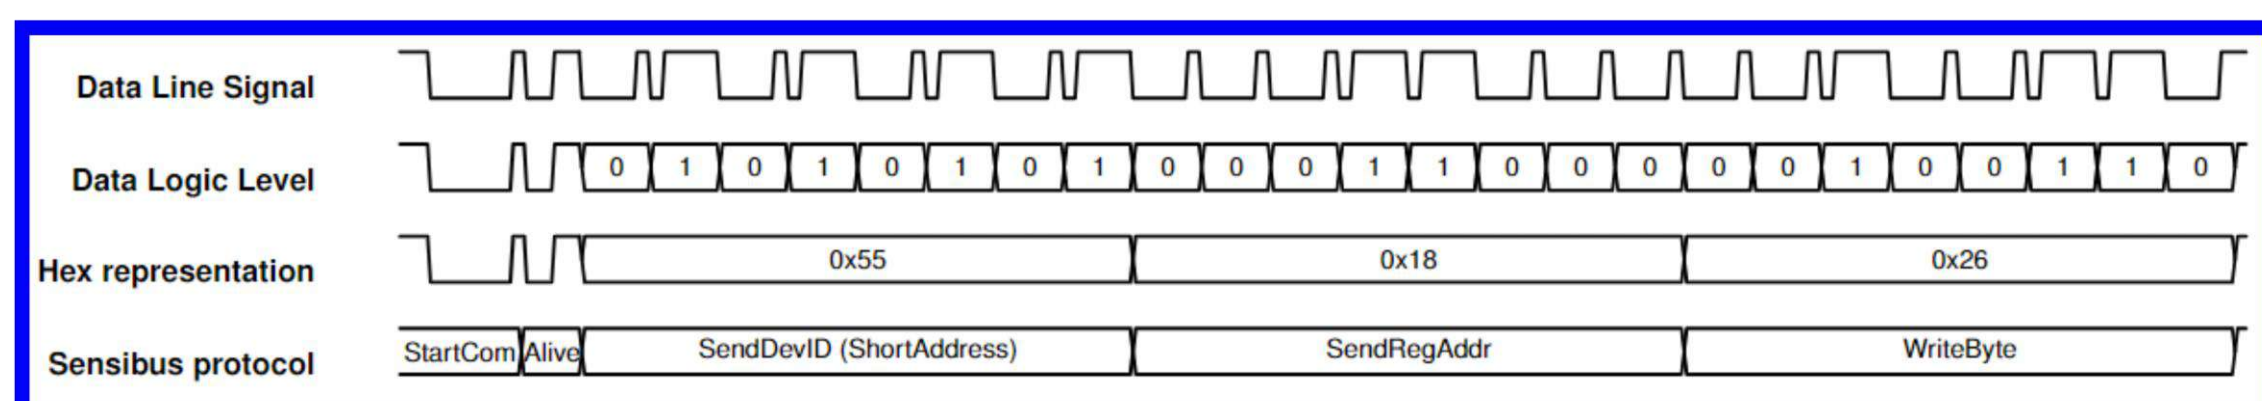 Data Line Signal
Data Logic Level 0 1 0 1 0 1 0 1 0 0 0 1 1 0 0 0 0 0 1 0 0 1 1 0
Hex representation 0x55 0x18 0x26
Sensibus protocol StartCom Alive SendDevID (ShortAddress) SendRegAddr WriteByte